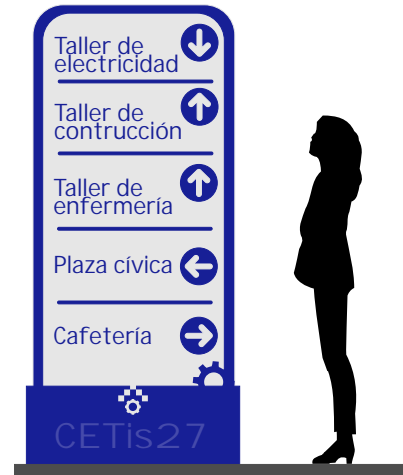 Taller de
electricidad
Taller de
contrucción
Taller de
enfermería
Plaza cívica
Cafetería
CETis27